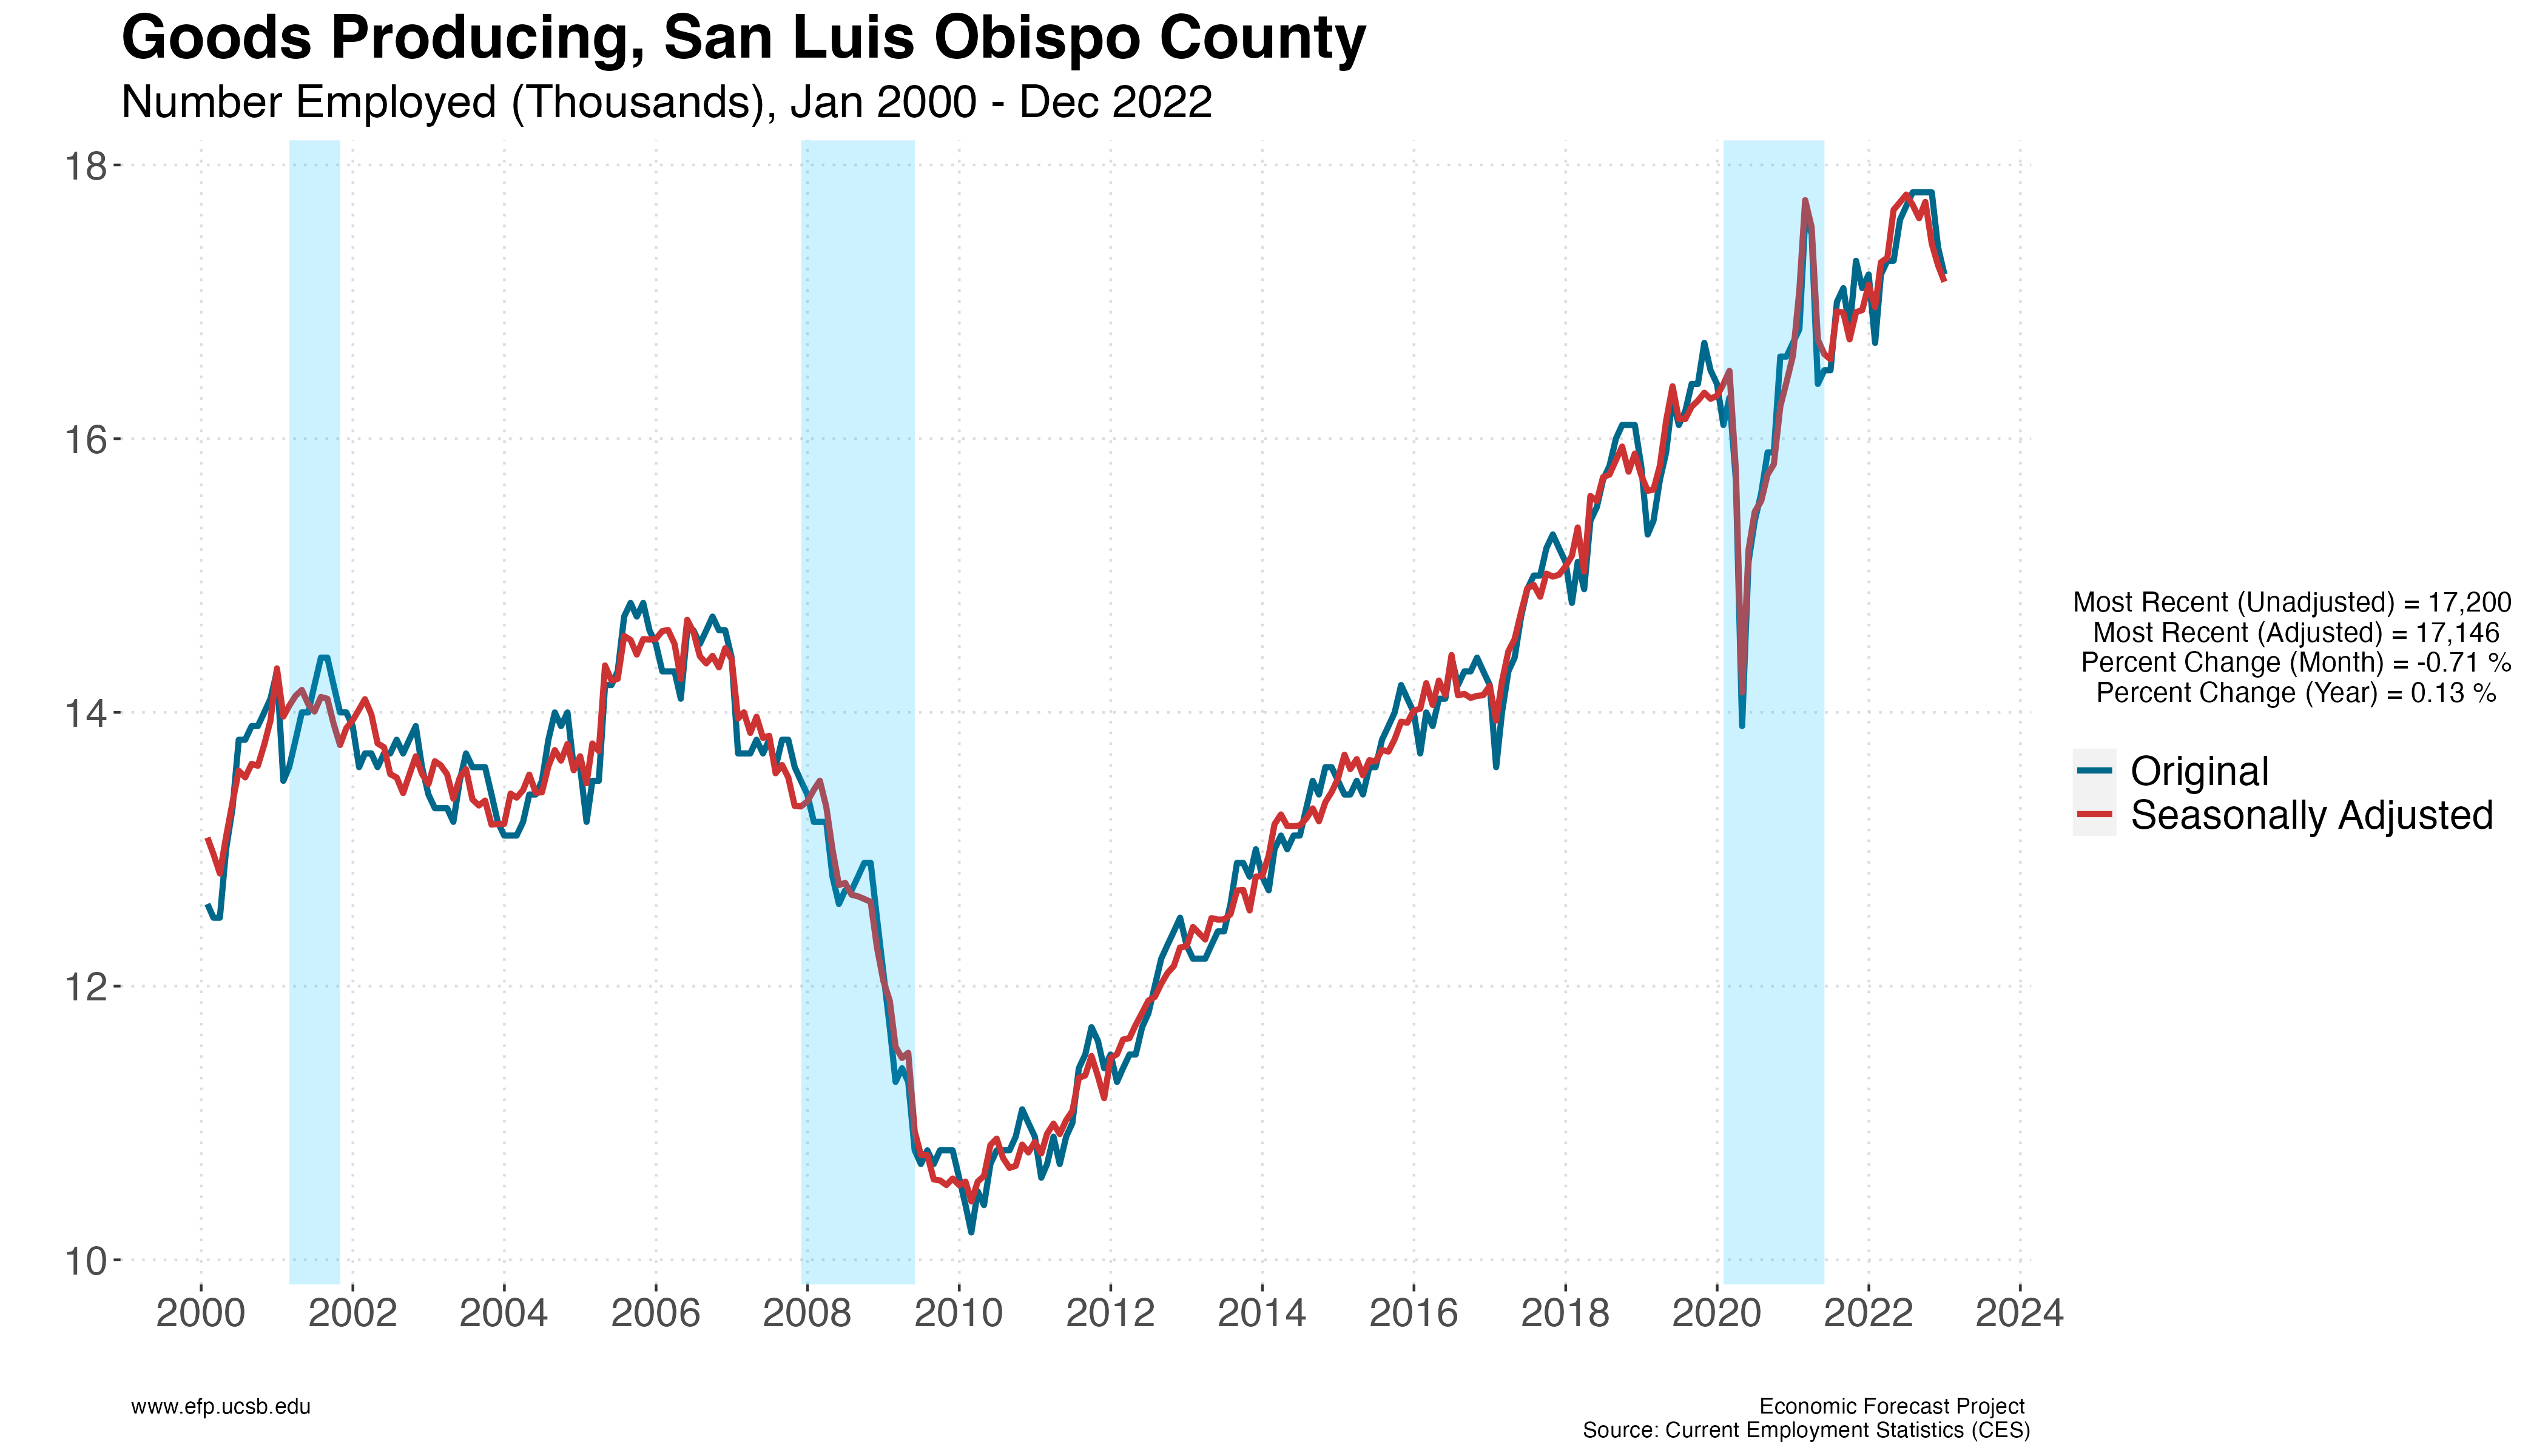 Goods Producing, San Luis Obispo County
Number Employed (Thousands), Jan 2000 - Dec 2022
18
16
14
12
10
2000 2002 2004 2006 2008 2010 2012 2014 2016 2018 2020 2022 2024
Most Recent (Unadjusted) = 17,200
Most Recent (Adjusted) = 17,146
Percent Change (Month) = -0.71 %
Percent Change (Year) = 0.13 %
Original
Seasonally Adjusted
www.efp.ucsb.edu
Economic Forecast Project
Source: Current Employment Statistics (CES)